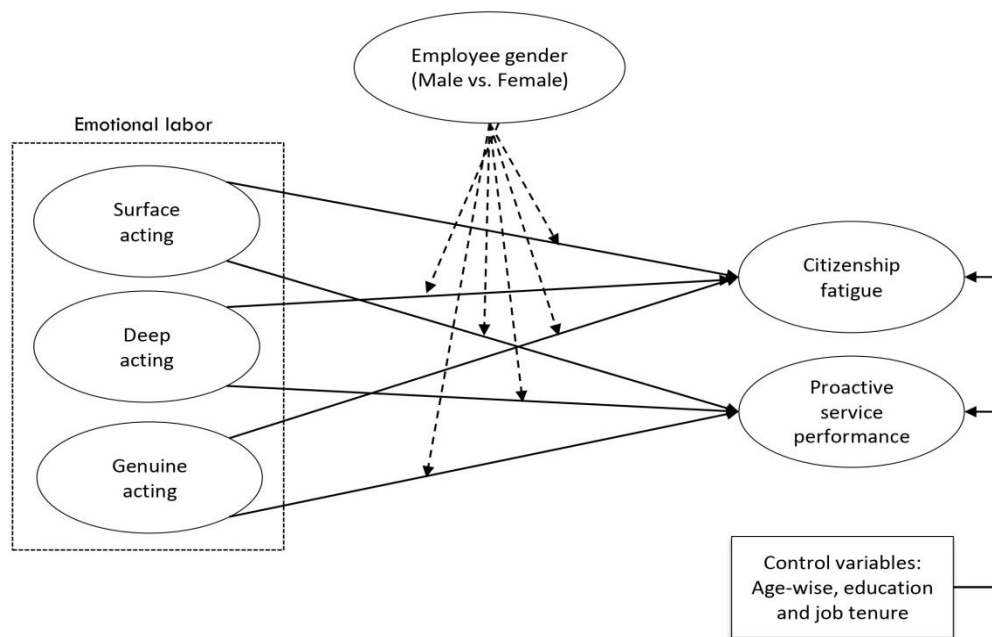 Employee gender
(Male vs. Female)
Emotional labor
Surface
acting
Deep
acting
Genuine
acting
Citizenship
fatigue
Proactive
service
performance
Control variables:
Age-wise, education
and job tenure